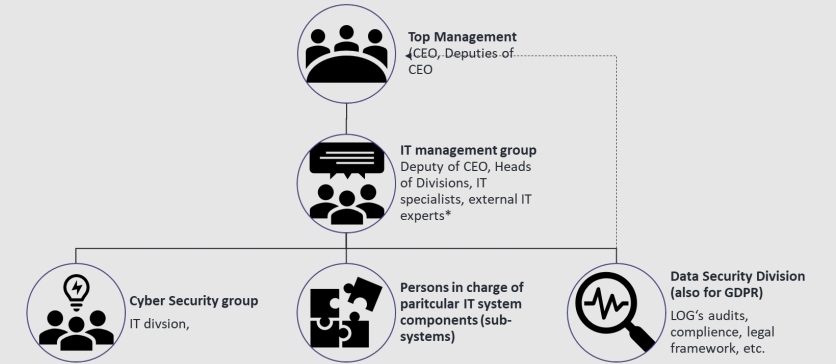 Top Management
(CEO, Deputies of
CEO
IT management group
Deputy of CEO, Heads
of Divisions, IT
specialists, external IT
experts*
Cyber Security group
IT divsion,
Persons in charge of
paritcular IT system
components (sub-
systems)
Data Security Division
(also for GDPR)
LOG‘s audits,
complience, legal
framework, etc.